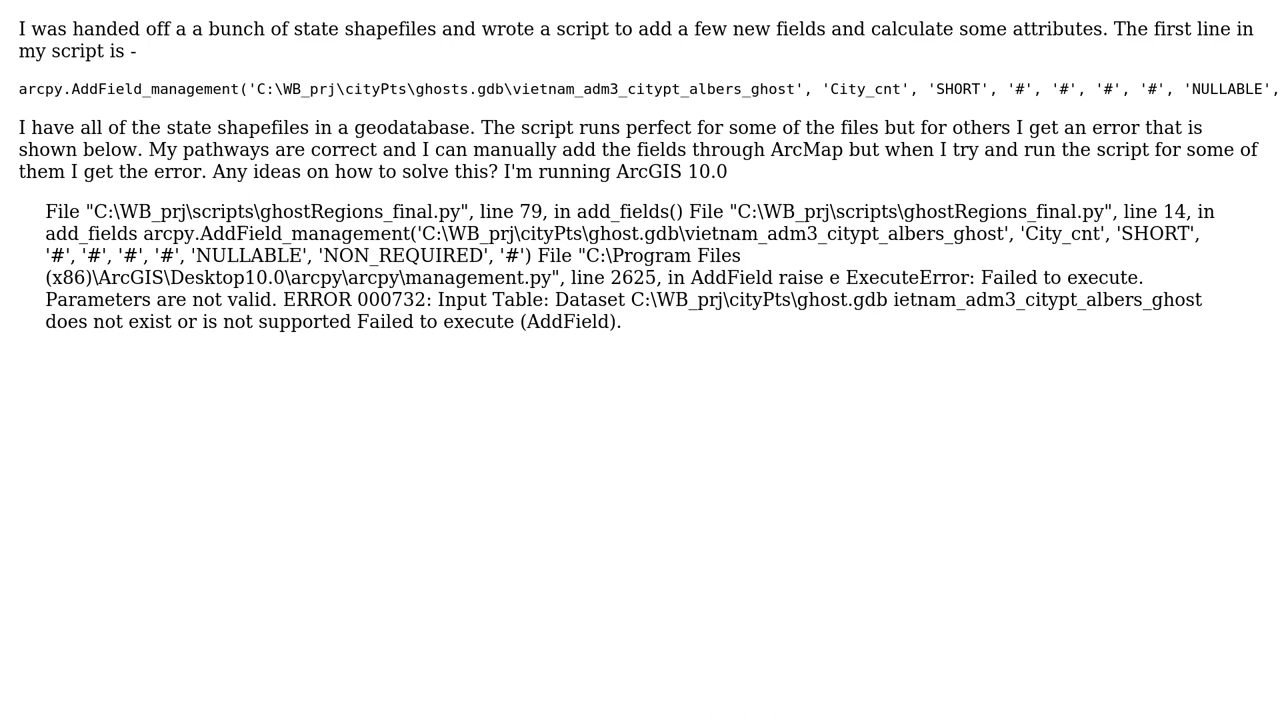 I was handed off a a bunch of state shapefiles and wrote a script to add a few new fields and calculate some attributes. The first line in
my script is -
arcpy.AddField_management('C:\WB_prj\cityPts\ghosts.gdb\vietnam_adm3_citypt_albers_ghost', 'City_cnt', 'SHORT', '#', '#', '#', '#', 'NULLABLE',
I have all of the state shapefiles in a geodatabase. The script runs perfect for some of the files but for others I get an error that is
shown below. My pathways are correct and I can manually add the fields through ArcMap but when I try and run the script for some of
them I get the error. Any ideas on how to solve this? I'm running ArcGIS 10.0
File "C:\WB_prj\scripts\ghostRegions_final.py", line 79, in add_fields() File "C:\WB_prj\scripts\ghostRegions_final.py", line 14, in
add_fields arcpy.AddField_management('C:\WB_prj\cityPts\ghost.gdb\vietnam_adm3_citypt_albers_ghost', 'City_cnt', 'SHORT',
'#', '#', '#', '#', 'NULLABLE', 'NON_REQUIRED', '#') File "C:\Program Files
(x86)\ArcGIS\Desktop10.0\arcpy\arcpy\management.py", line 2625, in AddField raise e ExecuteError: Failed to execute.
Parameters are not valid. ERROR 000732: Input Table: Dataset C:\WB_prj\cityPts\ghost.gdb ietnam_adm3_citypt_albers_ghost
does not exist or is not supported Failed to execute (AddField).